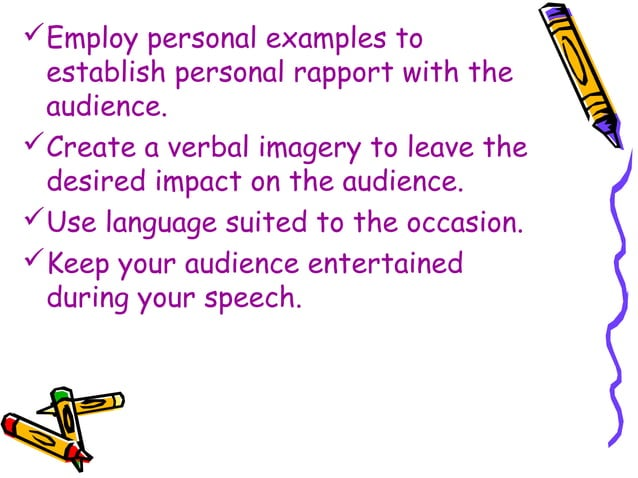 ✓Employ personal examples to
establish personal rapport with the
audience.
✓Create a verbal imagery to leave the
desired impact on the audience.
✓Use language suited to the occasion.
✓Keep your audience entertained
during your speech.